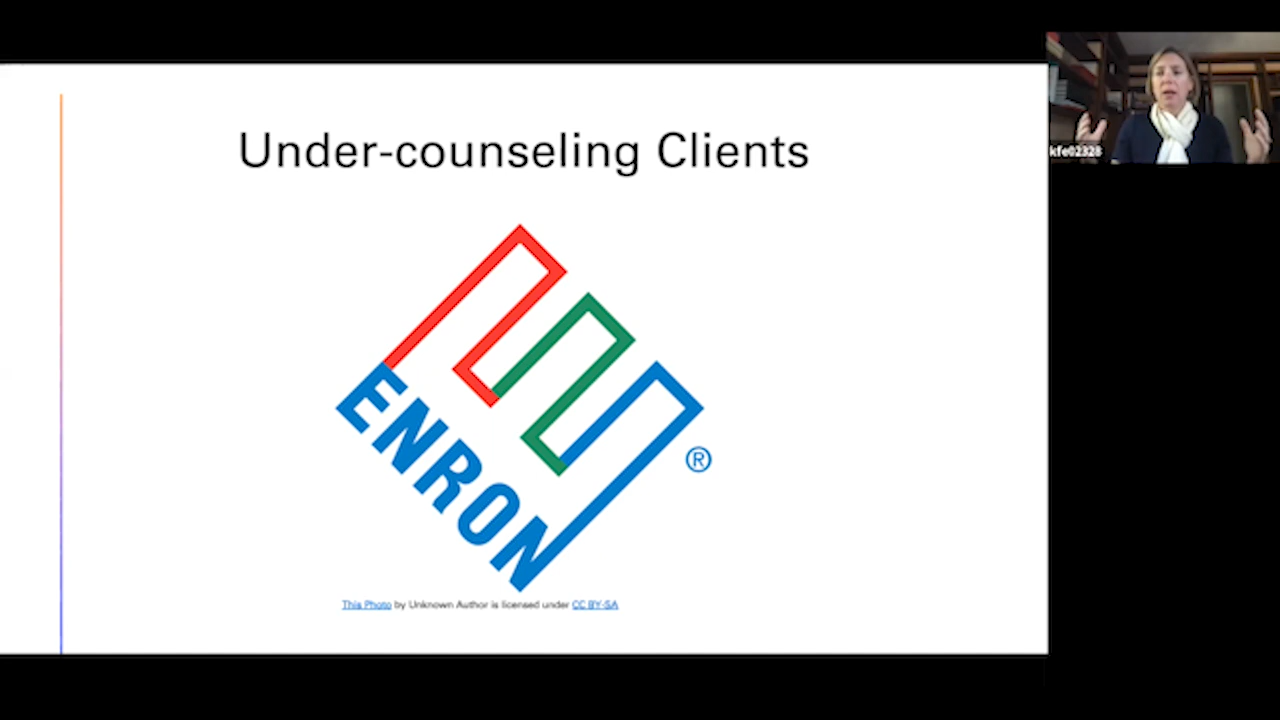 Under-counseling Clients
ENRON
®
This Photo by Unknown Author is licensed under CC BY-SA
kfe02328